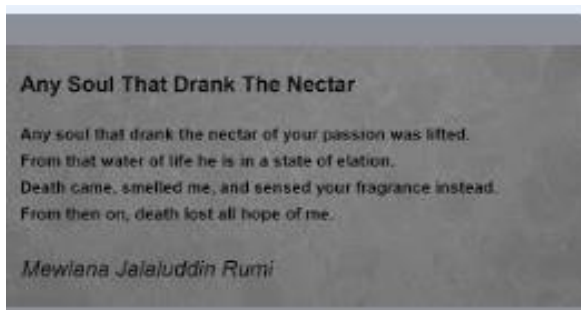 Any Soul That Drank The Nectar
Any soul that drank the nectar of your passion was lifted.
From that water of life he is in a state of elation.
Death came, smelled me, and sensed your fragrance instead.
From then on, death lost all hope of me.
Mewlana Jalaluddin Rumi